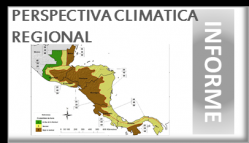 PERSPECTIVA CLIMATICA
REGIONAL
INFORME